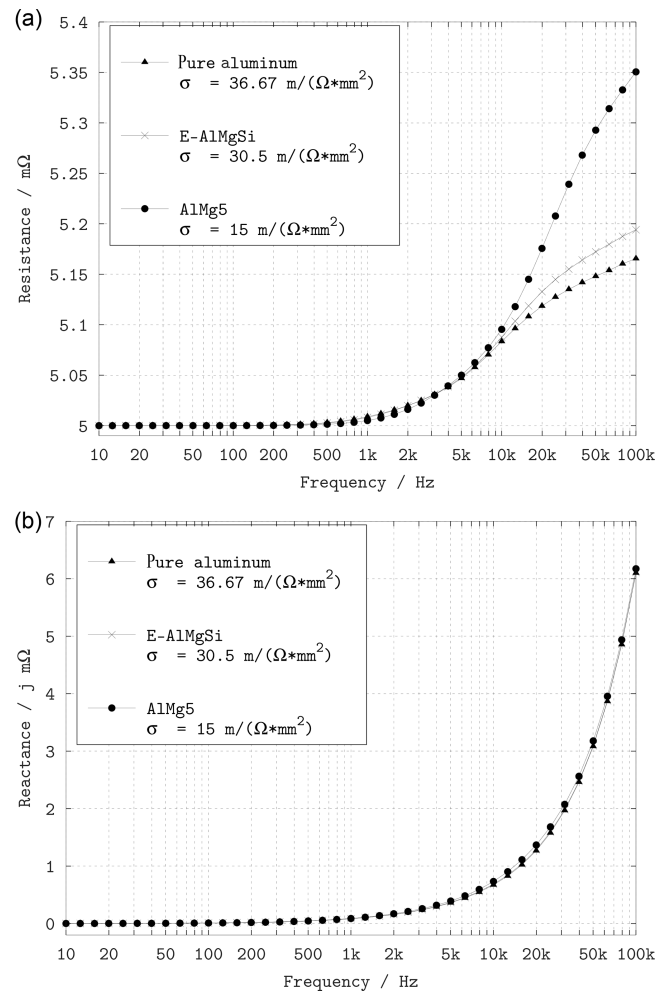 (a)
5.4
5.35
5.3
5.25
5.2
5.15
5.1
5.05
5
Resistance / mΩ
Pure aluminum
σ = 36.67 m/(Ω*mm²)
E-AlMgSi
σ = 30.5 m/(Ω*mm²)
AlMg5
σ = 15 m/(Ω*mm²)
10 20 50 100 200 500 1k 2k 5k 10k 20k 50k 100k
Frequency / Hz
(b)
7
6
5
4
3
2
1
0
Reactance / j mΩ
Pure aluminum
σ = 36.67 m/(Ω*mm²)
E-AlMgSi
σ = 30.5 m/(Ω*mm²)
AlMg5
σ = 15 m/(Ω*mm²)
10 20 50 100 200 500 1k 2k 5k 10k 20k 50k 100k
Frequency / Hz